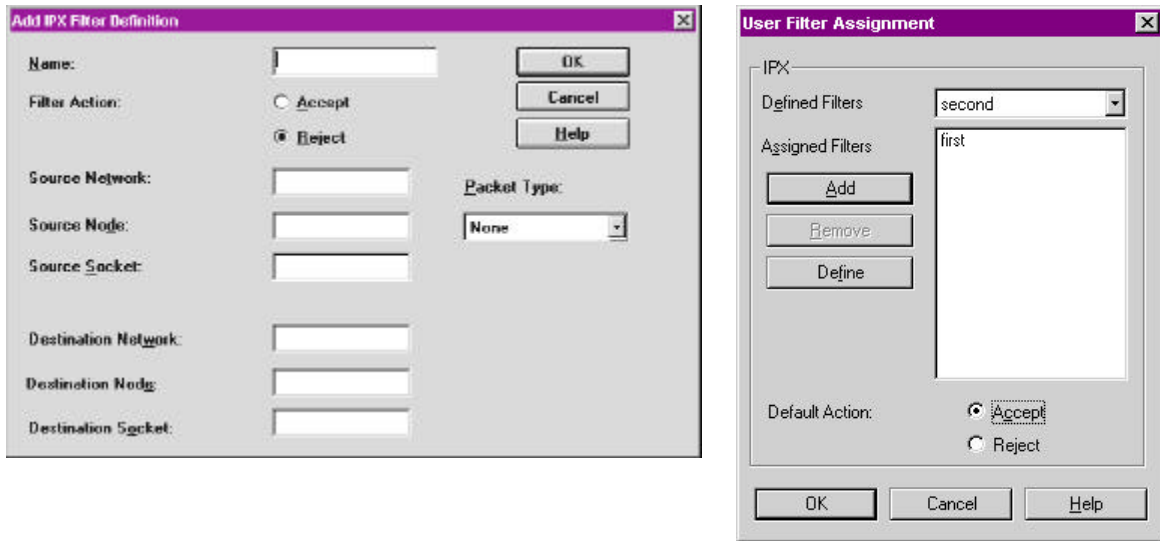 Add IPX Filter Definition
Name:
OK
Filter Action:
Accept
Cancel
Reject
Help
Source Network:
Packet Type:
Source Node:
None
Source Socket:
Destination Network:
Destination Node:
Destination Socket:
User Filter Assignment
IPX
Defined Filters
second
Assigned Filters
first
Add
Remove
Define
Default Action:
Accept
Reject
OK
Cancel
Help